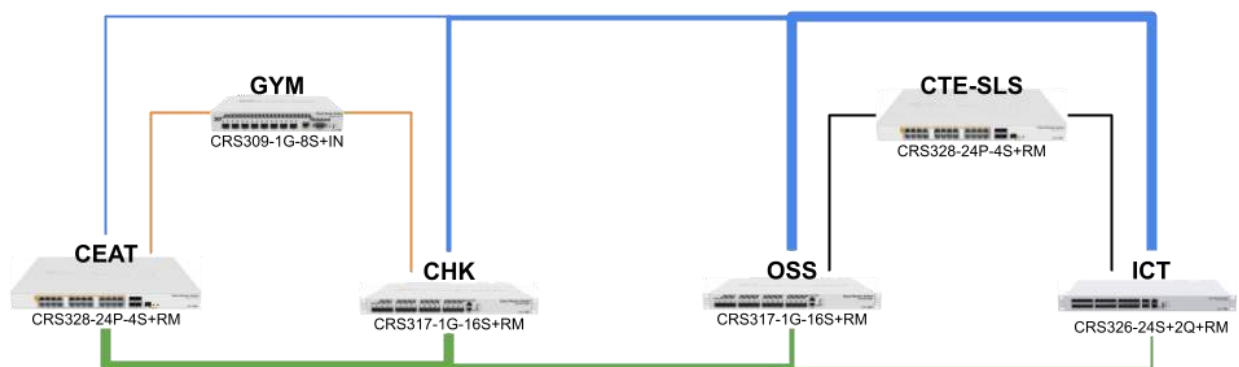 GYM
CRS309-1G-8S+IN
CTE-SLS
CRS328-24P-4S+RM
CEAT
CRS328-24P-4S+RM
CHK
CRS317-1G-16S+RM
OSS
CRS317-1G-16S+RM
ICT
CRS326-24S+2Q+RM